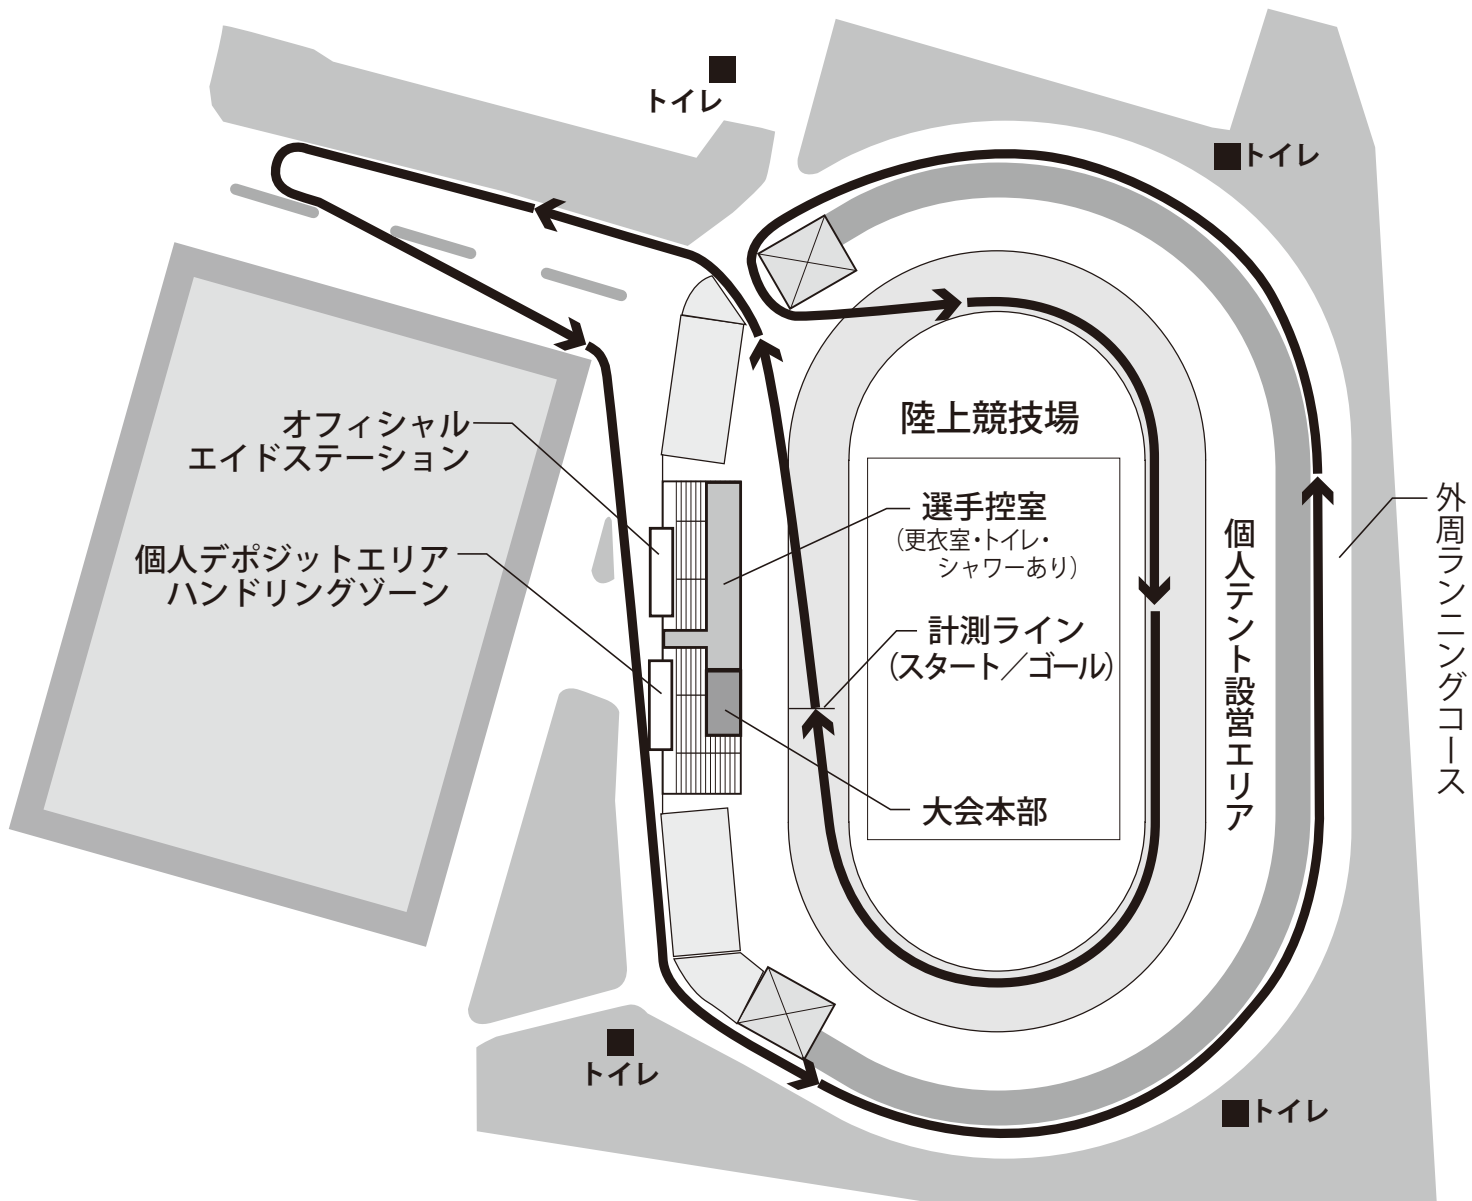 トイレ
トイレ
陸上競技場
オフィシャル
エイドステーション
選手控室
(更衣室・トイレ・
シャワーあり)
個人デポジットエリア
ハンドリングゾーン
計測ライン
(スタート／ゴール)
大会本部
個人テント設営エリア
外周ランニングコース
トイレ
トイレ